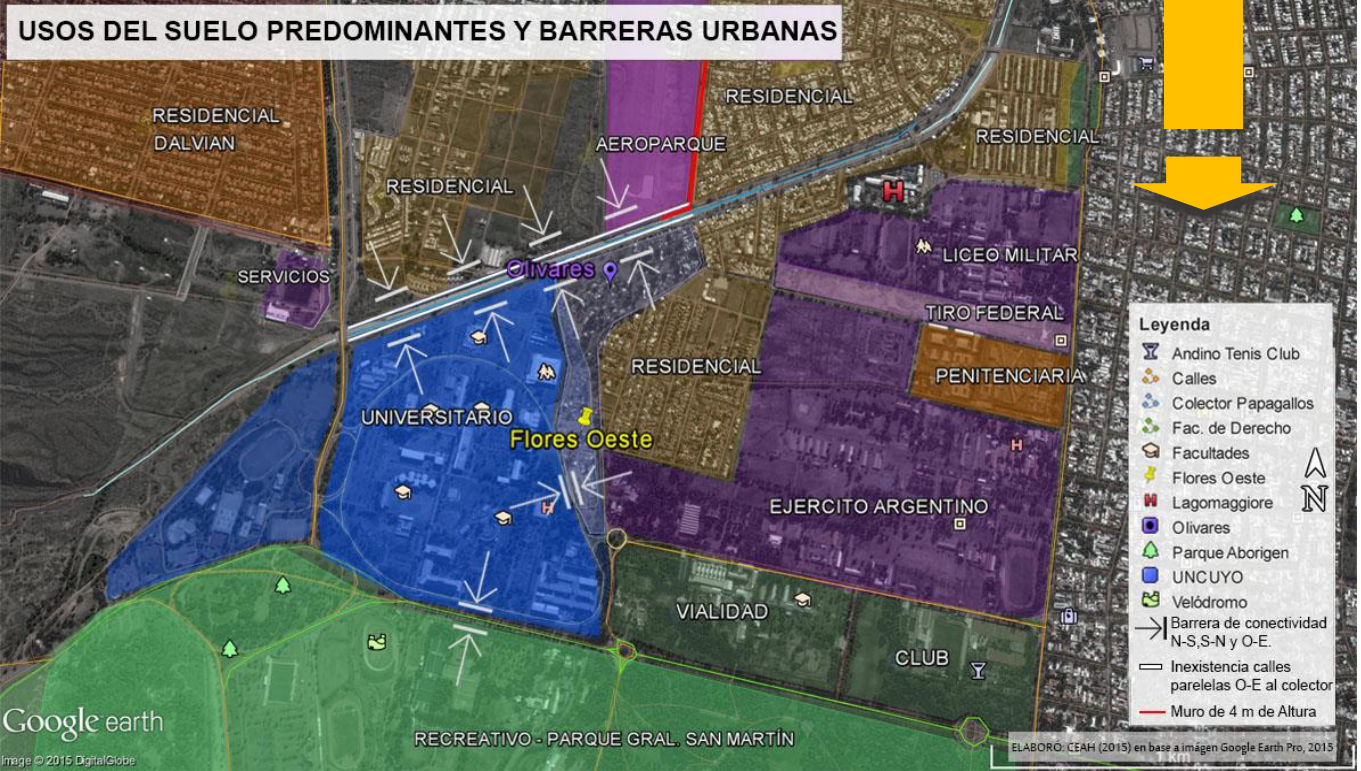 USOS DEL SUELO PREDOMINANTES Y BARRERAS URBANAS
RESIDENCIAL
DALVIAN
RESIDENCIAL
AEROPARQUE
RESIDENCIAL
RESIDENCIAL
SERVICIOS
Olivares
H
LICEO MILITAR
TIRO FEDERAL
PENITENCIARIA
RESIDENCIAL
UNIVERSITARIO
Flores Oeste
H
H
EJERCITO ARGENTINO
VIALIDAD
CLUB
RECREATIVO - PARQUE GRAL. SAN MARTÍN
Leyenda
Andino Tenis Club
Calles
Colector Papagallos
Fac. de Derecho
Facultades
Flores Oeste
H Lagomaggiore
Olivares
Parque Aborigen
UNCUYO
Velódromo
Barrera de conectividad
N-S,S-N y O-E.
Inexistencia calles
parelelas O-E al colector
Muro de 4 m de Altura
N
Google earth
Image © 2015 DigitalGlobe
ELABORO: CEAH (2015) en base a imágen Google Earth Pro, 2015
1 km